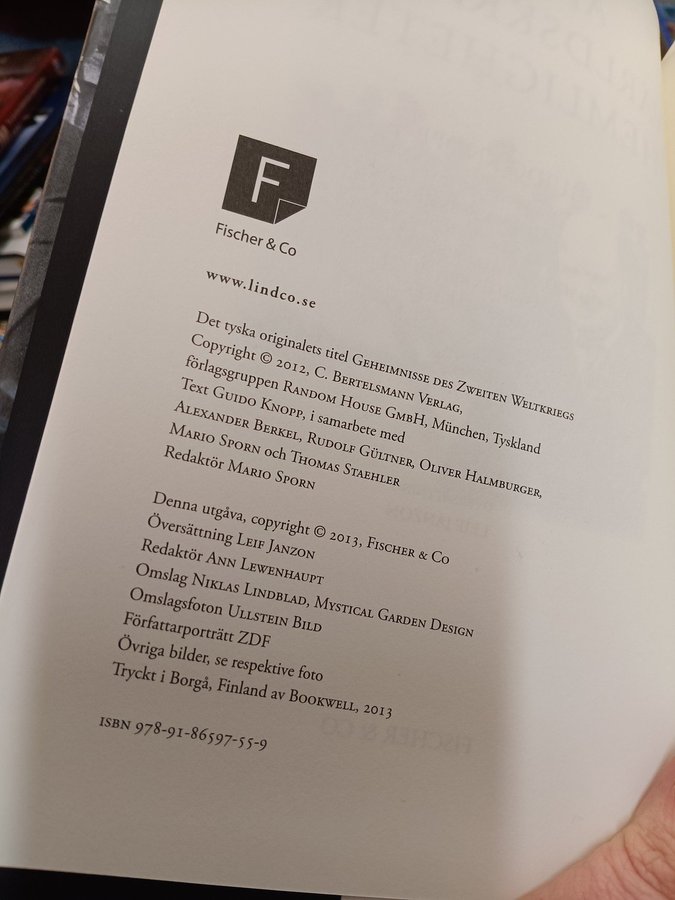 F
Fischer & Co
www.lindco.se
Det tyska originalets titel Geheimnisse des Zweiten Weltkriegs
Copyright © 2012, C. Bertelsmann Verlag,
förlagsgruppen Random House GmbH, München, Tyskland
Text Guido Knopp, i samarbete med
Alexander Berkel, Rudolf Gültner, Oliver Halmburger,
Mario Sporn och Thomas Staehler
Redaktör Mario Sporn
Denna utgåva, copyright © 2013, Fischer & Co
Översättning Leif Janzon
Redaktör Ann Lewenhaupt
Omslag Niklas Lindblad, Mystical Garden Design
Omslagsfoton Ullstein Bild
Författarporträtt ZDF
Övriga bilder, se respektive foto
Tryckt i Borgå, Finland av Bookwell, 2013
ISBN 978-91-86597-55-9